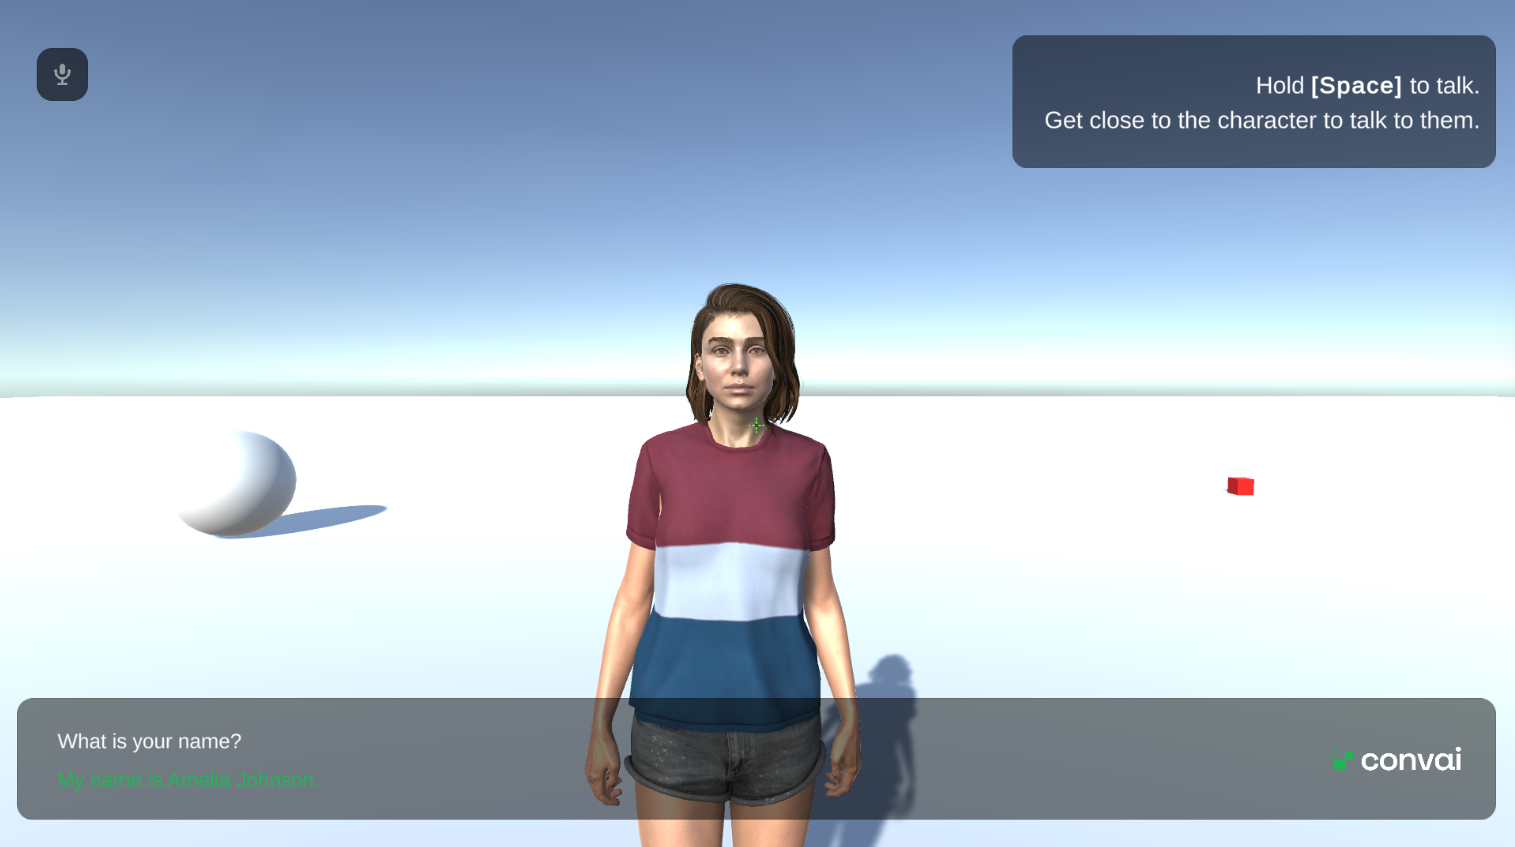 Hold [Space] to talk.
Get close to the character to talk to them.
What is your name?
My name is Amelia Johnson.
convai